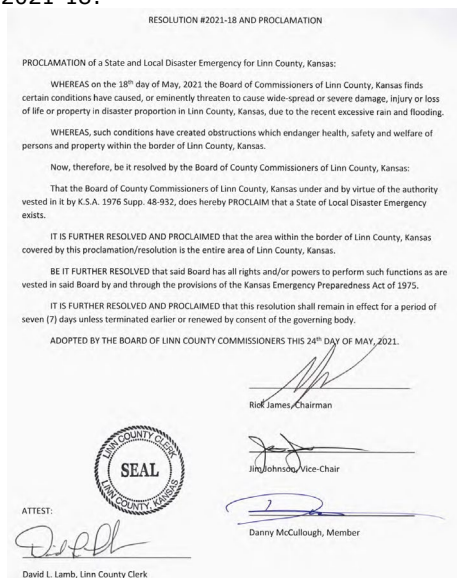 2021-18:
RESOLUTION #2021-18 AND PROCLAMATION
PROCLAMATION of a State and Local Disaster Emergency for Linn County, Kansas:
WHEREAS on the 18th day of May, 2021 the Board of Commissioners of Linn County, Kansas finds
certain conditions have caused, or eminently threaten to cause wide-spread or severe damage, injury or loss
of life or property in disaster proportion in Linn County, Kansas, due to the recent excessive rain and flooding.
WHEREAS, such conditions have created obstructions which endanger health, safety and welfare of
persons and property within the border of Linn County, Kansas.
Now, therefore, be it resolved by the Board of County Commissioners of Linn County, Kansas:
That the Board of County Commissioners of Linn County, Kansas under and by virtue of the authority
vested in it by K.S.A. 1976 Supp. 48-932, does hereby PROCLAIM that a State of Local Disaster Emergency
exists.
IT IS FURTHER RESOLVED AND PROCLAIMED that the area within the border of Linn County, Kansas
covered by this proclamation/resolution is the entire area of Linn County, Kansas.
BE IT FURTHER RESOLVED that said Board has all rights and/or powers to perform such functions as are
vested in said Board by and through the provisions of the Kansas Emergency Preparedness Act of 1975.
IT IS FURTHER RESOLVED AND PROCLAIMED that this resolution shall remain in effect for a period of
seven (7) days unless terminated earlier or renewed by consent of the governing body.
ADOPTED BY THE BOARD OF LINN COUNTY COMMISSIONERS THIS 24th DAY OF MAY, 2021.
Rick James, Chairman
LINN COUNTY CLERK
SEAL
LINN COUNTY, KANSAS
Jim Johnson, Vice-Chair
ATTEST:
Danny McCullough, Member
David L. Lamb, Linn County Clerk